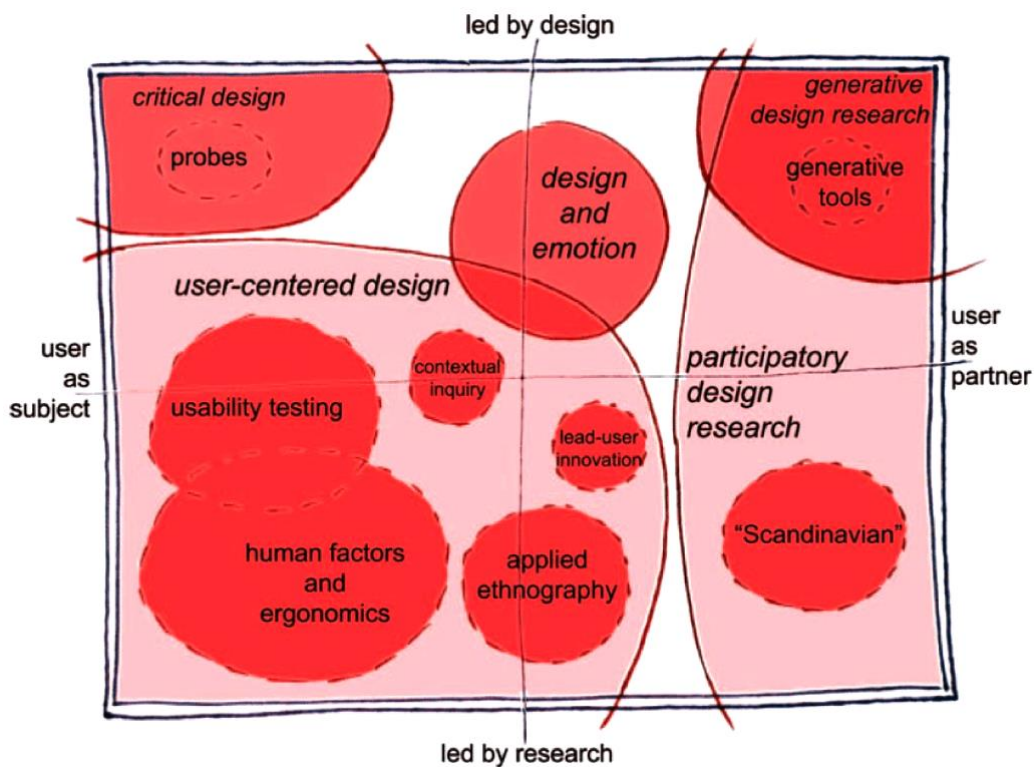 led by design
critical design
probes
generative
design research
generative
tools
design
and
emotion
user-centered design
user
as
subject
usability testing
contextual
inquiry
lead-user
innovation
participatory
design
research
user
as
partner
human factors
and
ergonomics
applied
ethnography
“Scandinavian”
led by research